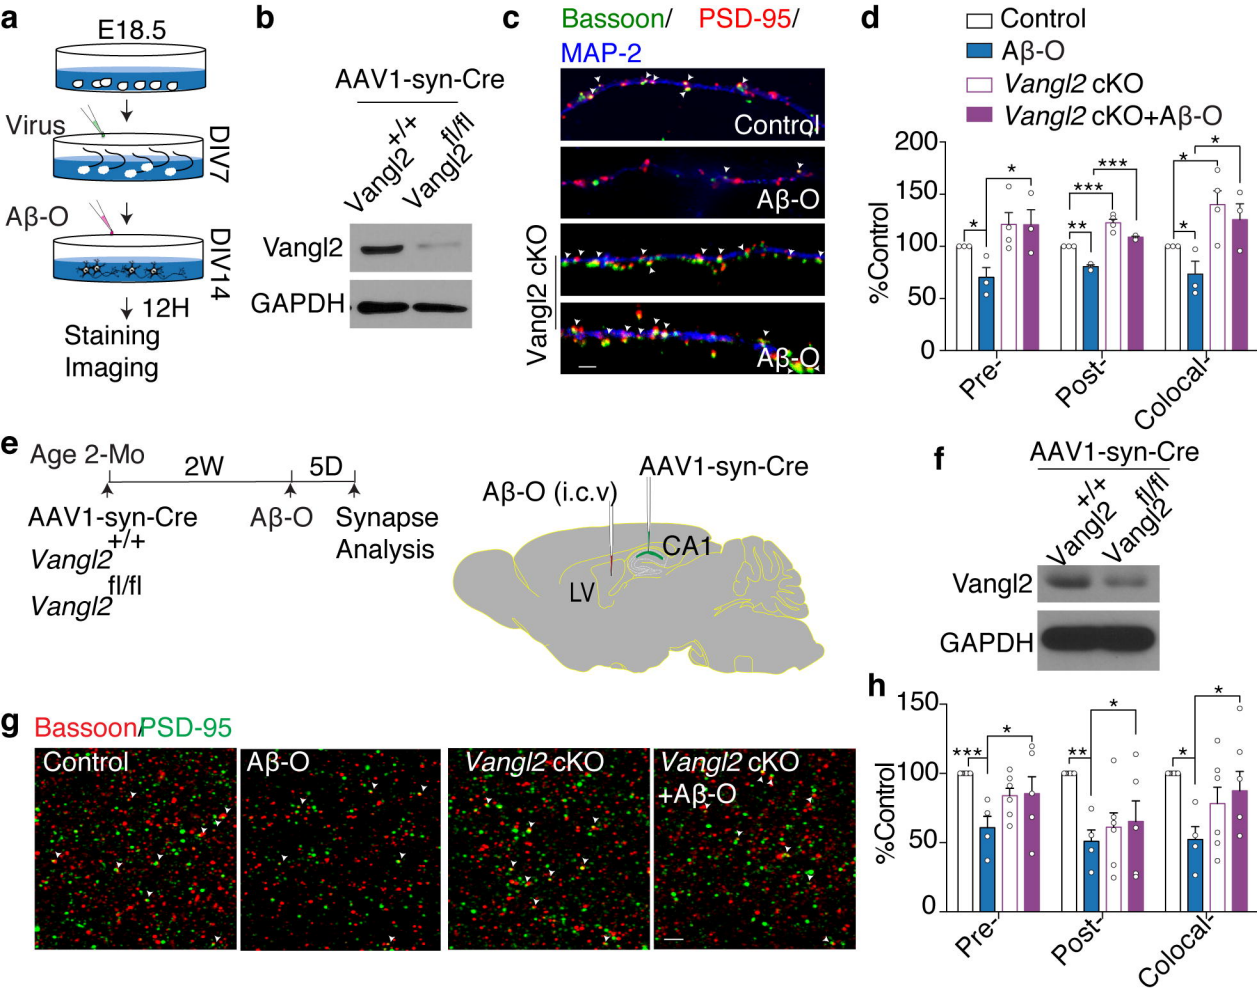 a
E18.5
Virus
DIV7
Aβ-O
DIV14
12H
Staining
Imaging
b
AAV1-syn-Cre
Vangl2+/+
Vangl2fl/fl
Vangl2
GAPDH
c
Bassoon/ PSD-95/
MAP-2
Control
Aβ-O
Vangl2 cKO
Aβ-O
d
Control
Aβ-O
Vangl2 cKO
Vangl2 cKO+Aβ-O
%Control
200
150
100
50
0
* *
** *** ***
* * *
Pre-
Post-
Colocal-
e
Age 2-Mo
2W
5D
AAV1-syn-Cre
Vangl2+/+
Vangl2fl/fl
Aβ-O
Synapse
Analysis
AAV1-syn-Cre
Aβ-O (i.c.v)
CA1
LV
f
AAV1-syn-Cre
Vangl2+/+
Vangl2fl/fl
Vangl2
GAPDH
g
Bassoon/PSD-95
Control
Aβ-O
Vangl2 cKO
Vangl2 cKO
+Aβ-O
h
%Control
150
100
50
0
*** *
** *
* *
Pre-
Post-
Colocal-